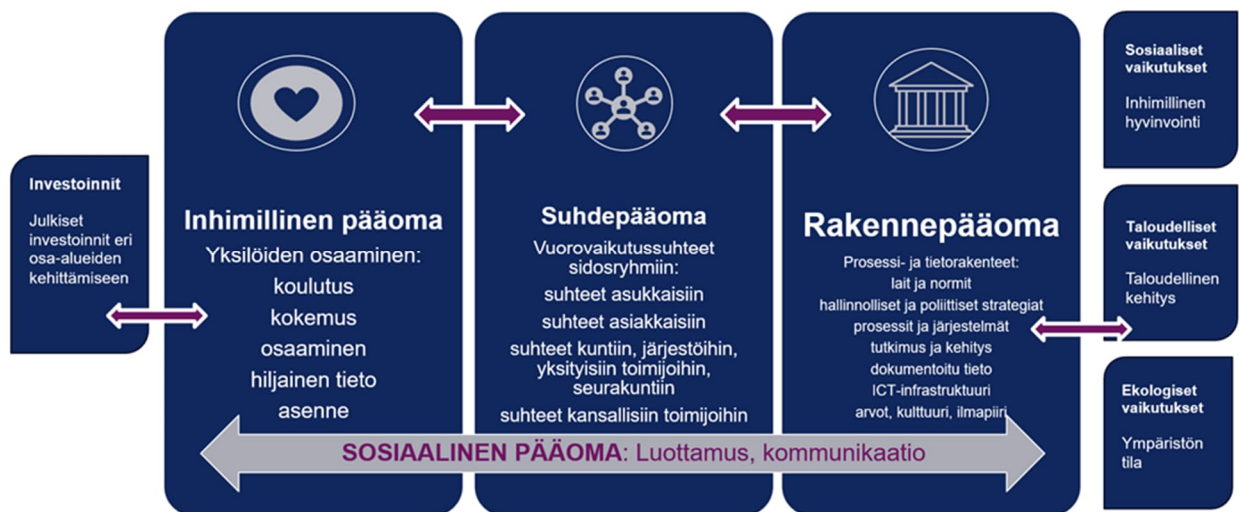 Investoinnit
Julkiset
investoinnit eri
osa-alueiden
kehittämiseen
Inhimillinen pääoma
Yksilöiden osaaminen:
koulutus
kokemus
osaaminen
hiljainen tieto
asenne
Suhdepääoma
Vuorovaikutussuhteet
sidosryhmiin:
suhteet asukkaisiin
suhteet asiakkaisiin
suhteet kuntiin, järjestöihin,
yksityisiin toimijoihin,
seurakuntiin
suhteet kansallisiin toimijoihin
Rakennepääoma
Prosessi- ja tietorakenteet:
lait ja normit
hallinnolliset ja poliittiset strategiat
prosessit ja järjestelmät
tutkimus ja kehitys
dokumentoitu tieto
ICT-infrastruktuuri
arvot, kulttuuri, ilmapiiri
SOSIAALINEN PÄÄOMA: Luottamus, kommunikaatio
Sosiaaliset
vaikutukset
Inhimillinen
hyvinvointi
Taloudelliset
vaikutukset
Taloudellinen
kehitys
Ekologiset
vaikutukset
Ympäristön
tila